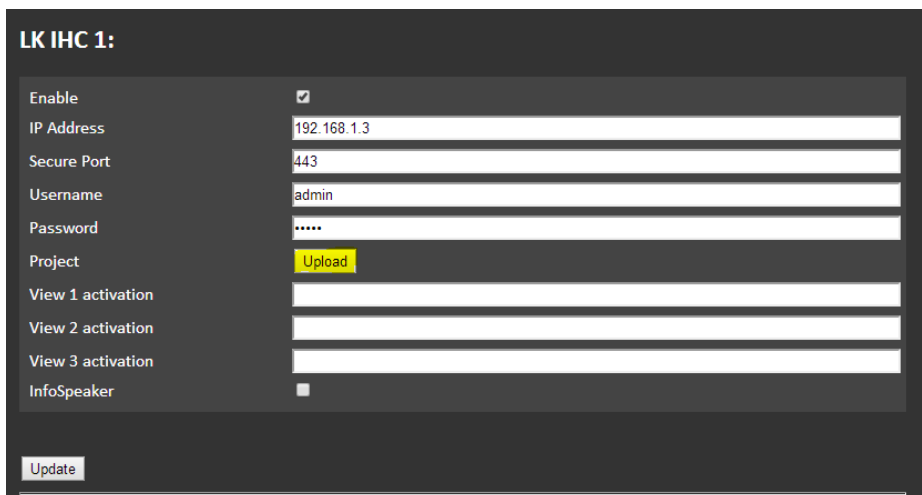 LK IHC 1:
Enable
IP Address 192.168.1.3
Secure Port 443
Username admin
Password •••••
Project Upload
View 1 activation
View 2 activation
View 3 activation
InfoSpeaker
Update